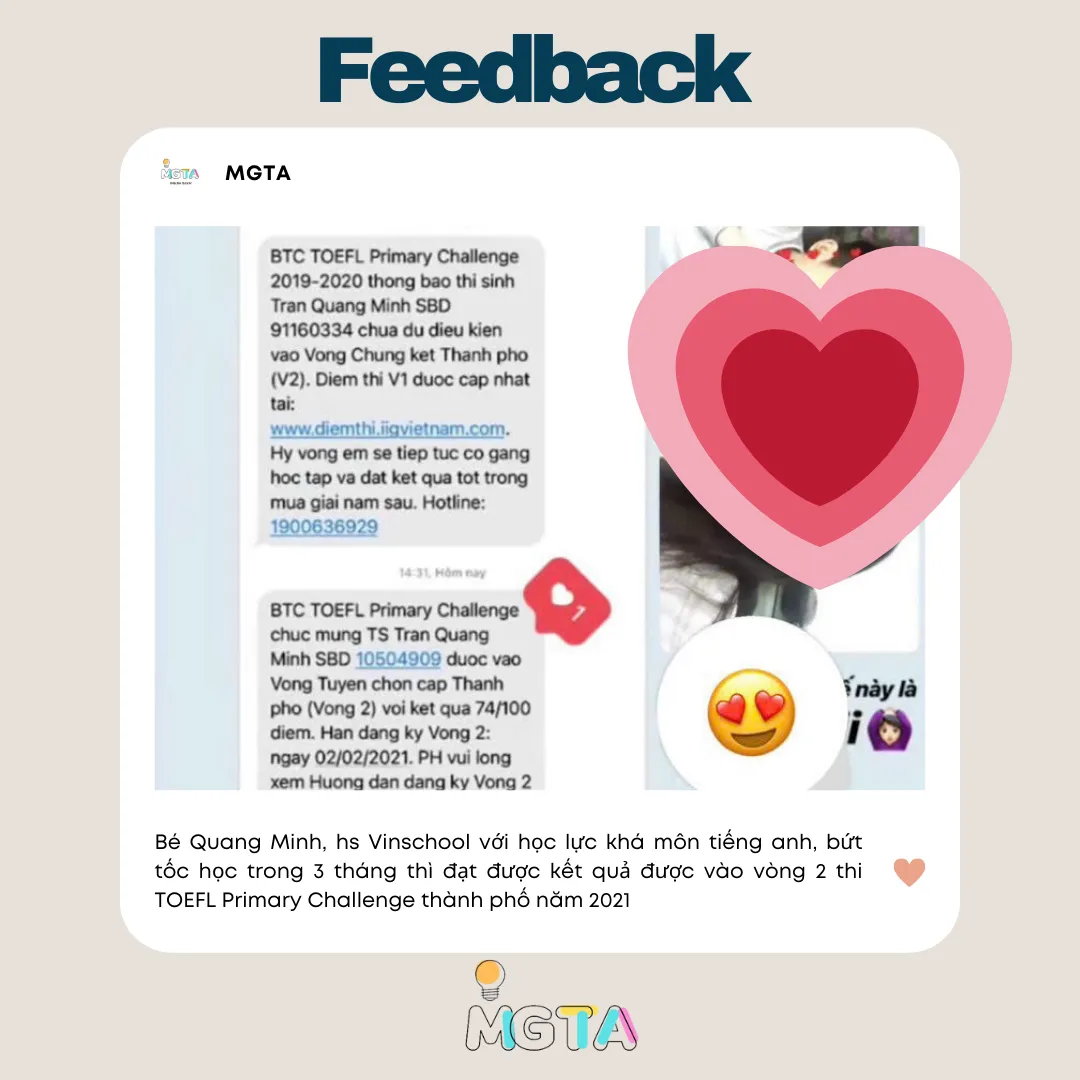 Feedback
MGTA
MGTA
BTC TOEFL Primary Challenge
2019-2020 thong bao thi sinh
Tran Quang Minh SBD
91160334 chua du dieu kien
vao Vong Chung ket Thanh pho
(V2). Diem thi V1 duoc cap nhat
tai:
www.diemthi.iigvietnam.com.
Hy vong em se tiep tuc co gang
hoc tap va dat ket qua tot trong
mua giai nam sau. Hotline:
1900636929
14:31, Hôm nay
BTC TOEFL Primary Challenge
chuc mung TS Tran Quang
Minh SBD 10504909 duoc vao
Vong Tuyen chon cap Thanh
pho (Vong 2) voi ket qua 74/100
diem. Han dang ky Vong 2:
ngay 02/02/2021. PH vui long
xem Huong dan dang ky Vong 2
1
này là
Bé Quang Minh, hs Vinschool với học lực khá môn tiếng anh, bứt
tốc học trong 3 tháng thì đạt được kết quả được vào vòng 2 thi
TOEFL Primary Challenge thành phố năm 2021
MGTA